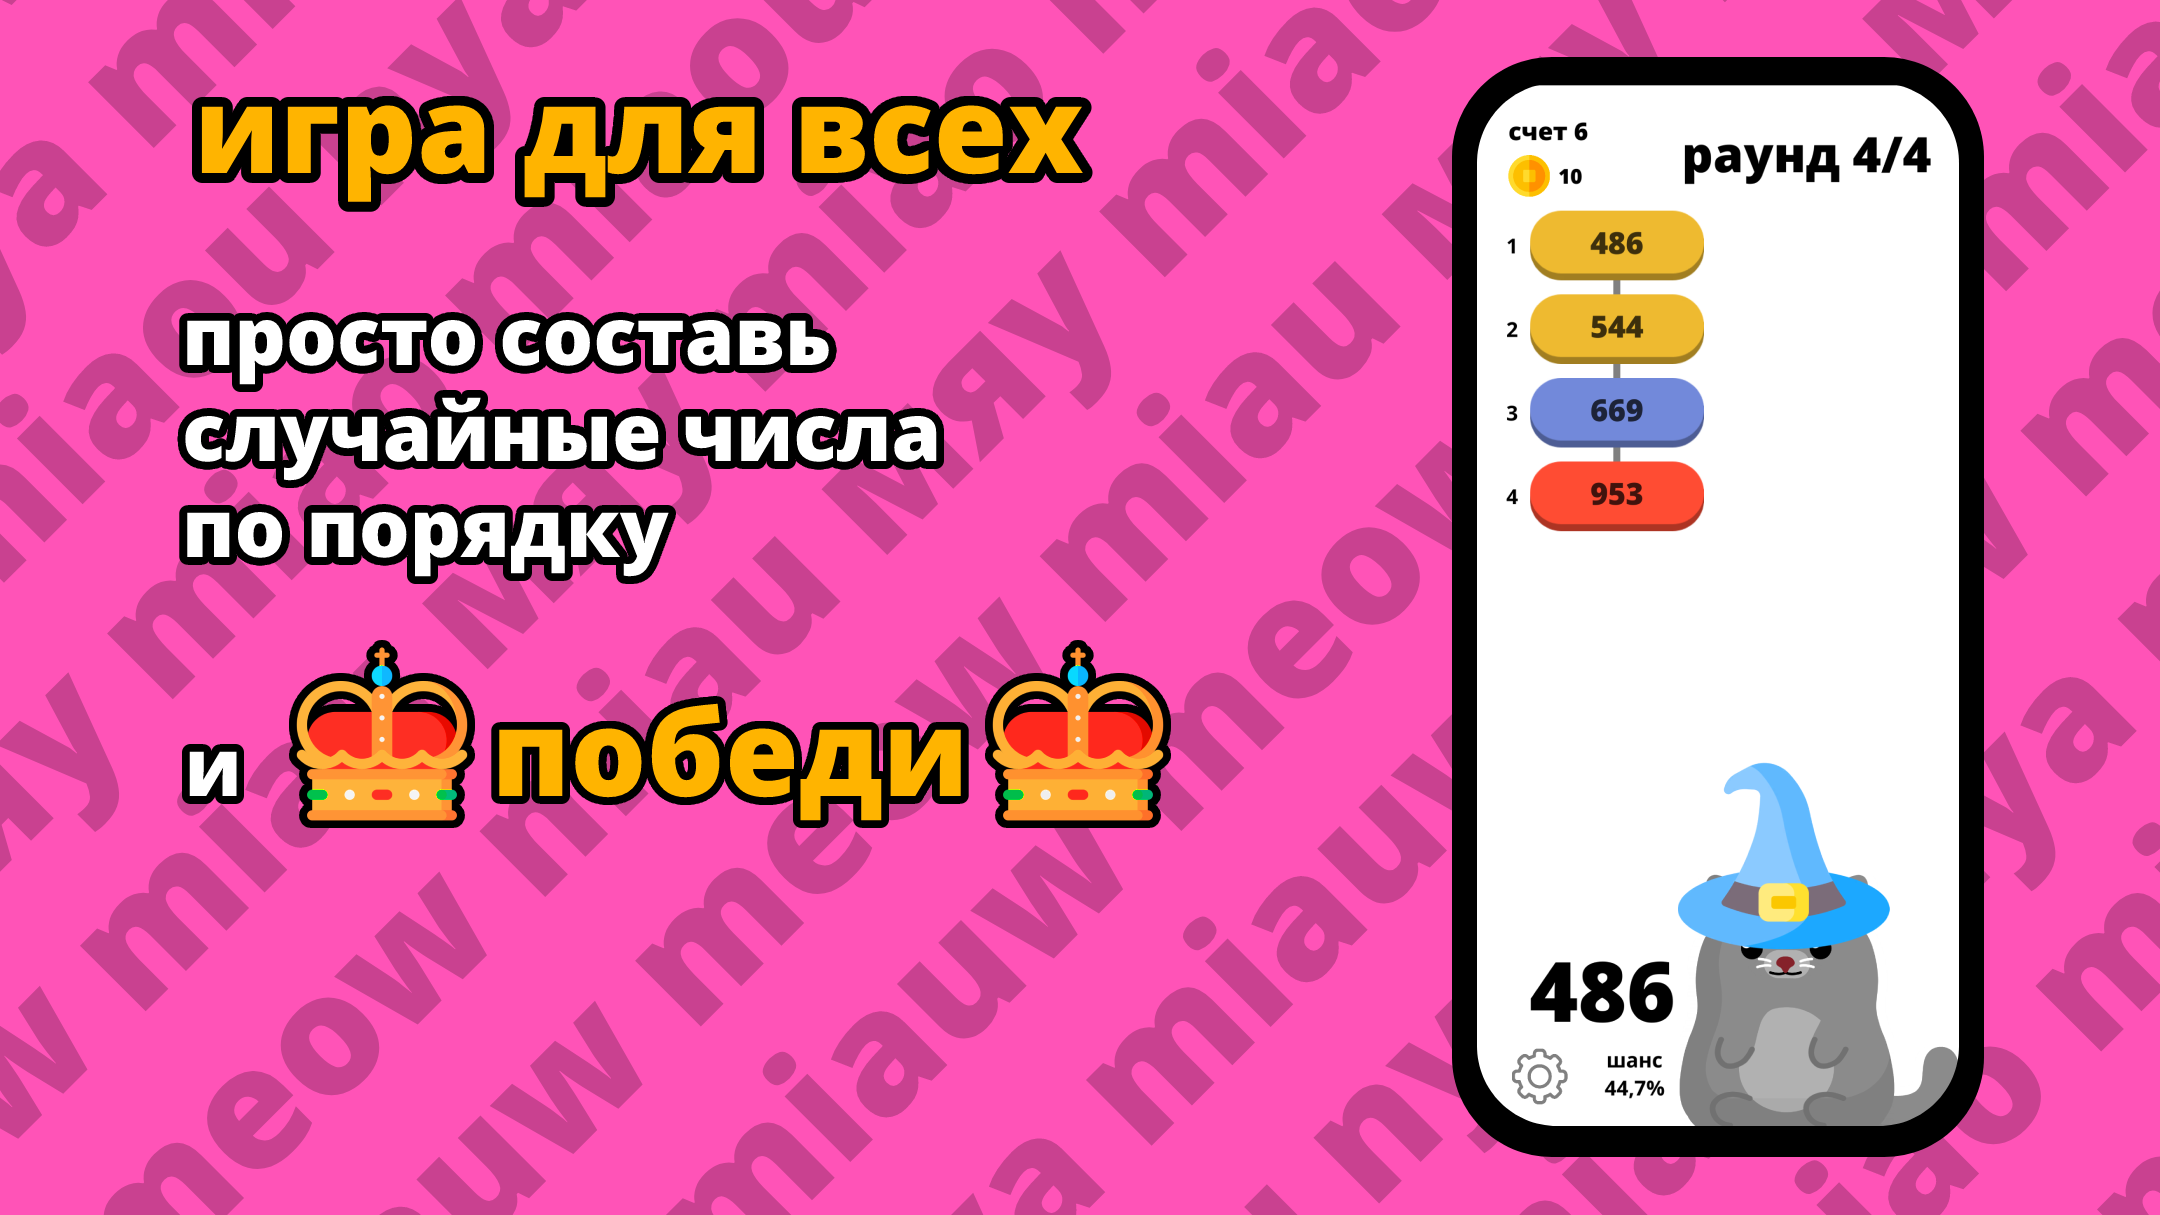 игра для всех
просто составь
случайные числа
по порядку
и победи
счет 6
10
раунд 4/4
1 486
2 544
3 669
4 953
486
шанс
44,7%